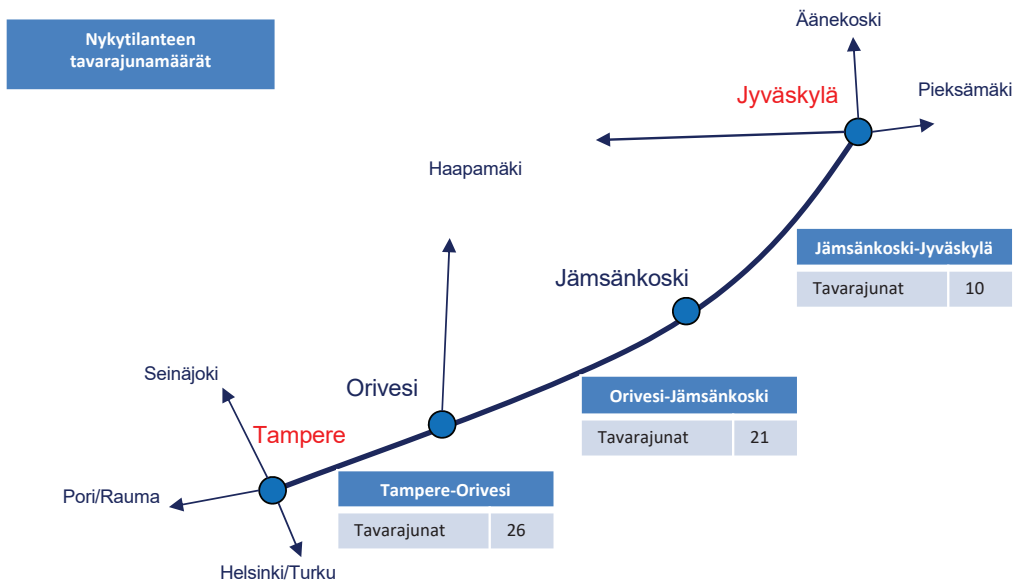 Nykytilanteen
tavarajunamäärät
Äänekoski
Jyväskylä
Pieksämäki
Haapamäki
Jämsänkoski-Jyväskylä
Tavarajunat 10
Jämsänkoski
Seinäjoki
Orivesi
Orivesi-Jämsänkoski
Tavarajunat 21
Tampere
Pori/Rauma
Tampere-Orivesi
Tavarajunat 26
Helsinki/Turku